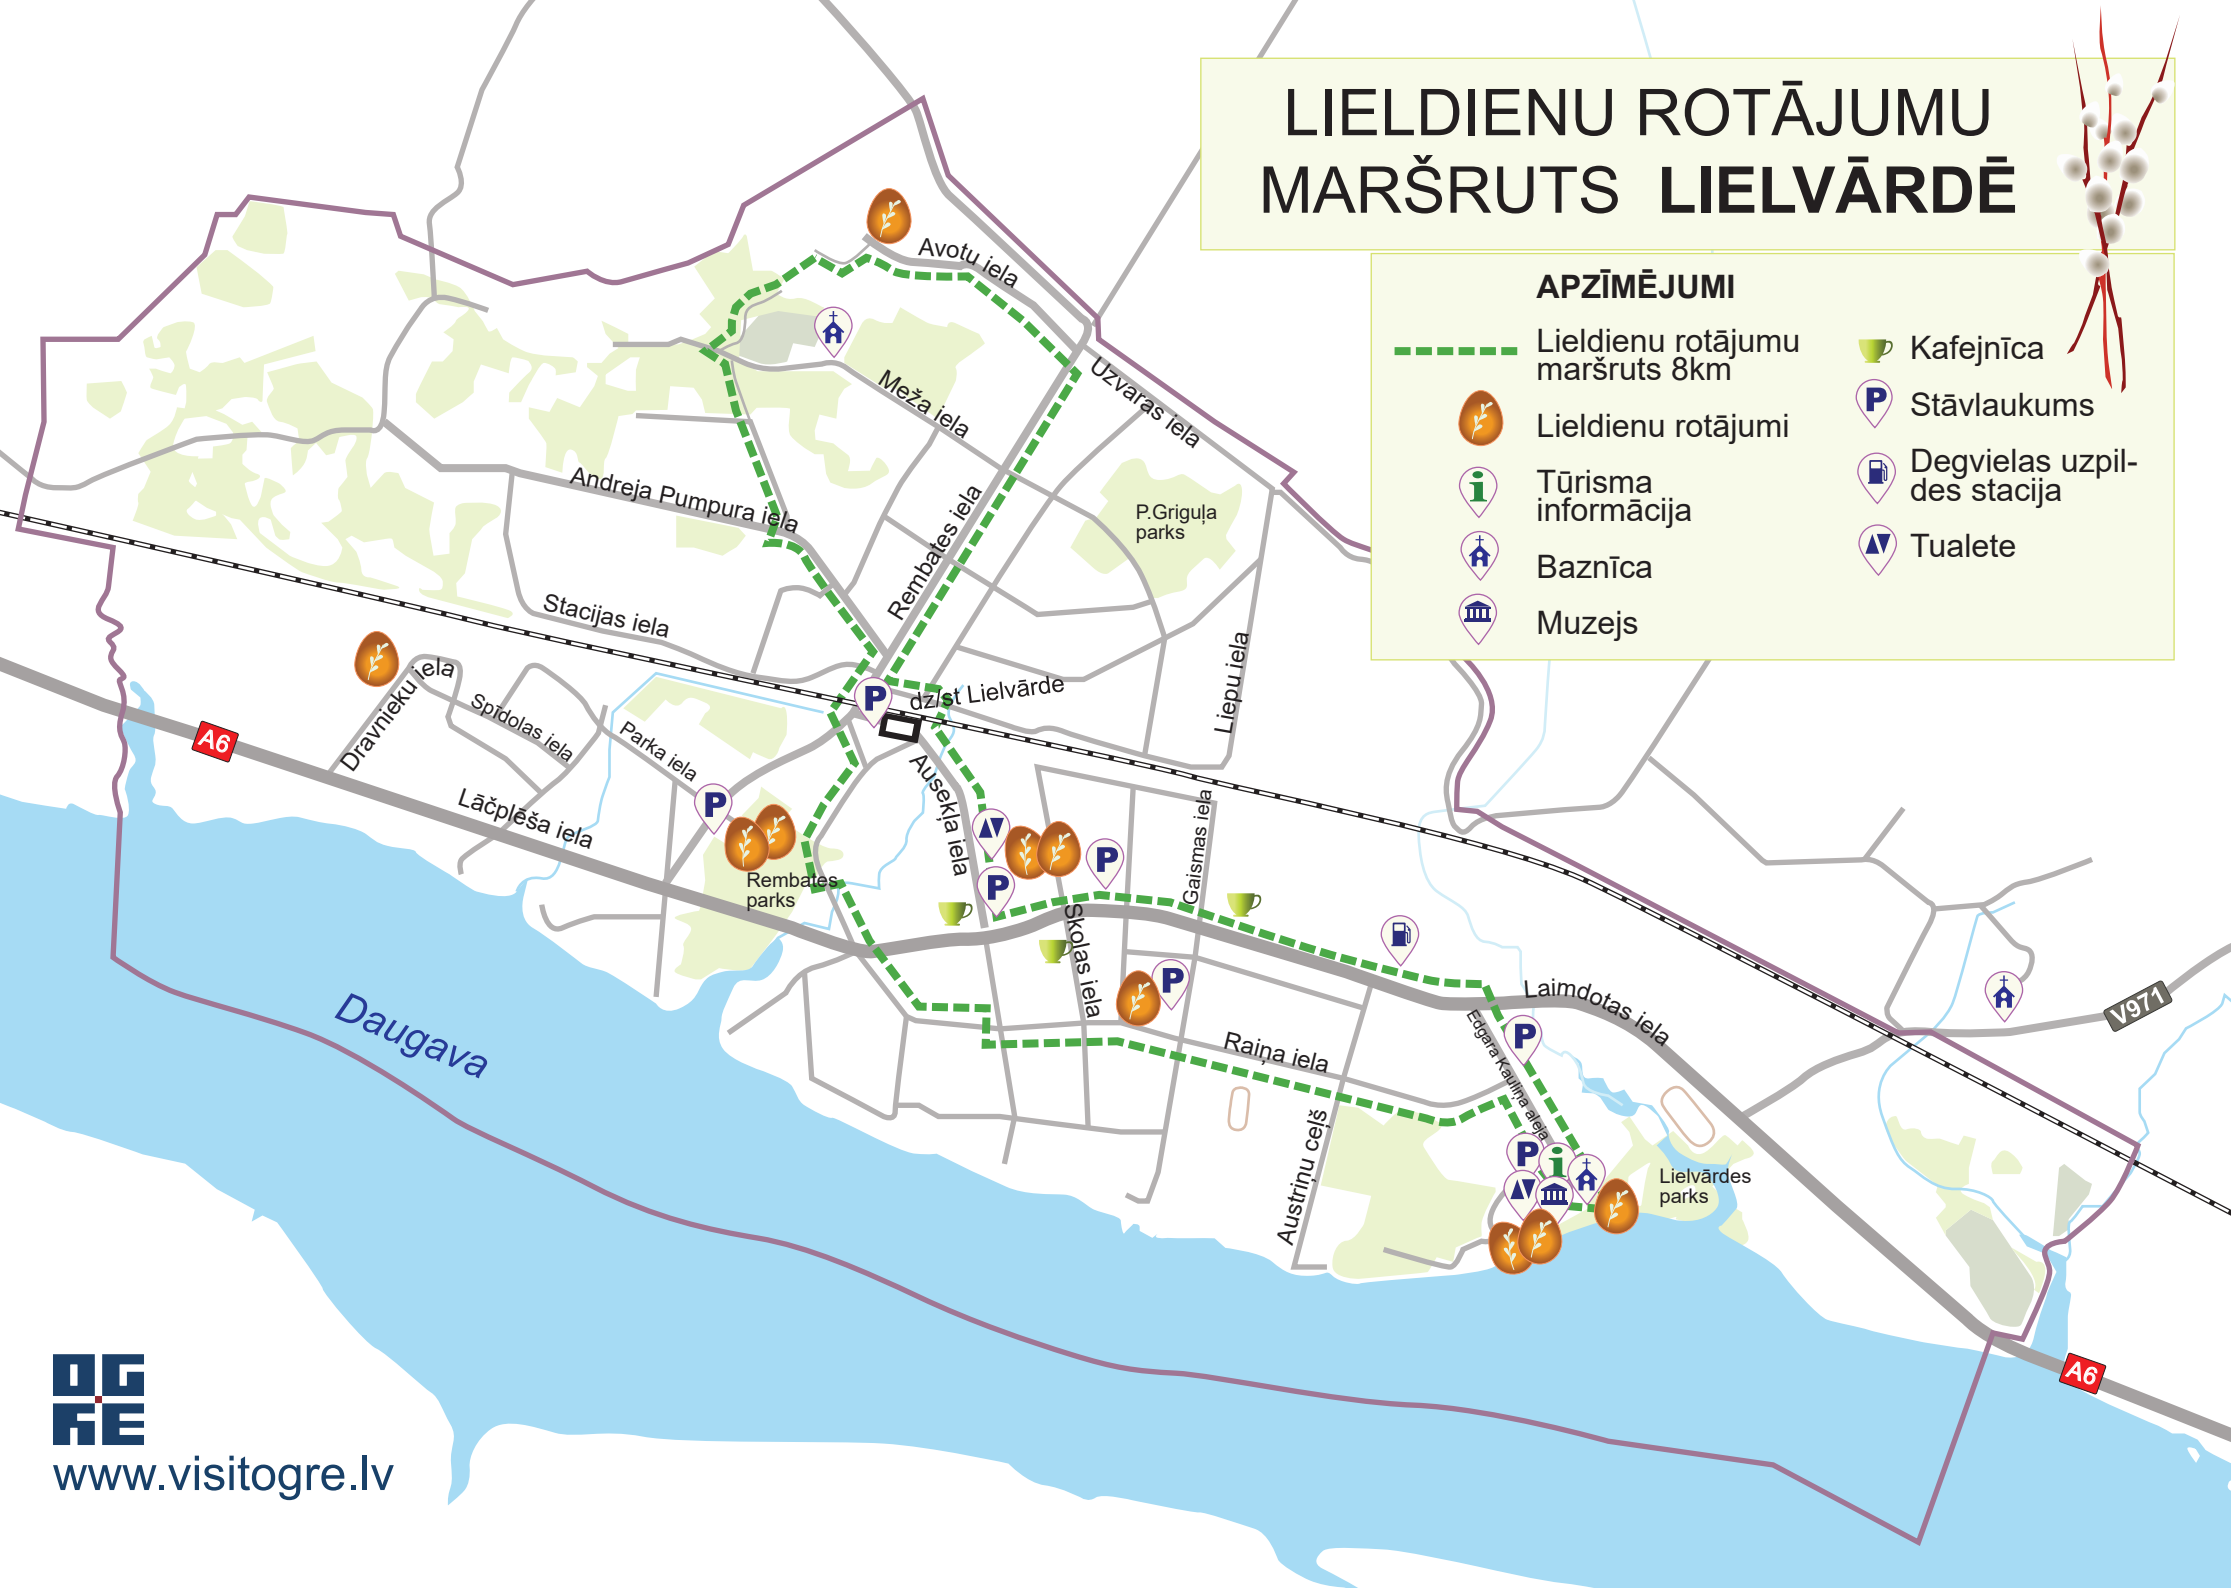 LIELDIENU ROTĀJUMU
MARŠRUTS LIELVĀRDĒ
APZĪMĒJUMI
Lieldienu rotājumu
maršruts 8km
Lieldienu rotājumi
Tūrisma
informācija
Baznīca
Muzejs
Kafejnīca
Stāvlaukums
Degvielas uzpil-
des stacija
Tualete
Avotu iela
Uzvaras iela
Meža iela
Andreja Pumpura iela
Rembates iela
P.Griguļa
parks
Stacijas iela
Liepu iela
dz/st Lielvārde
Dravnieku iela
Spīdolas iela
Parka iela
P
A6
Lāčplēša iela
Ausekļa iela
Gaismas iela
P
P
P
Rembates
parks
Skolas iela
P
Laimdotas iela
V971
Edgara Kauliņa aleja
P
Raiņa iela
Daugava
Austriņu ceļš
P
i
Lielvārdes
parks
A6
OGRE
www.visitogre.lv